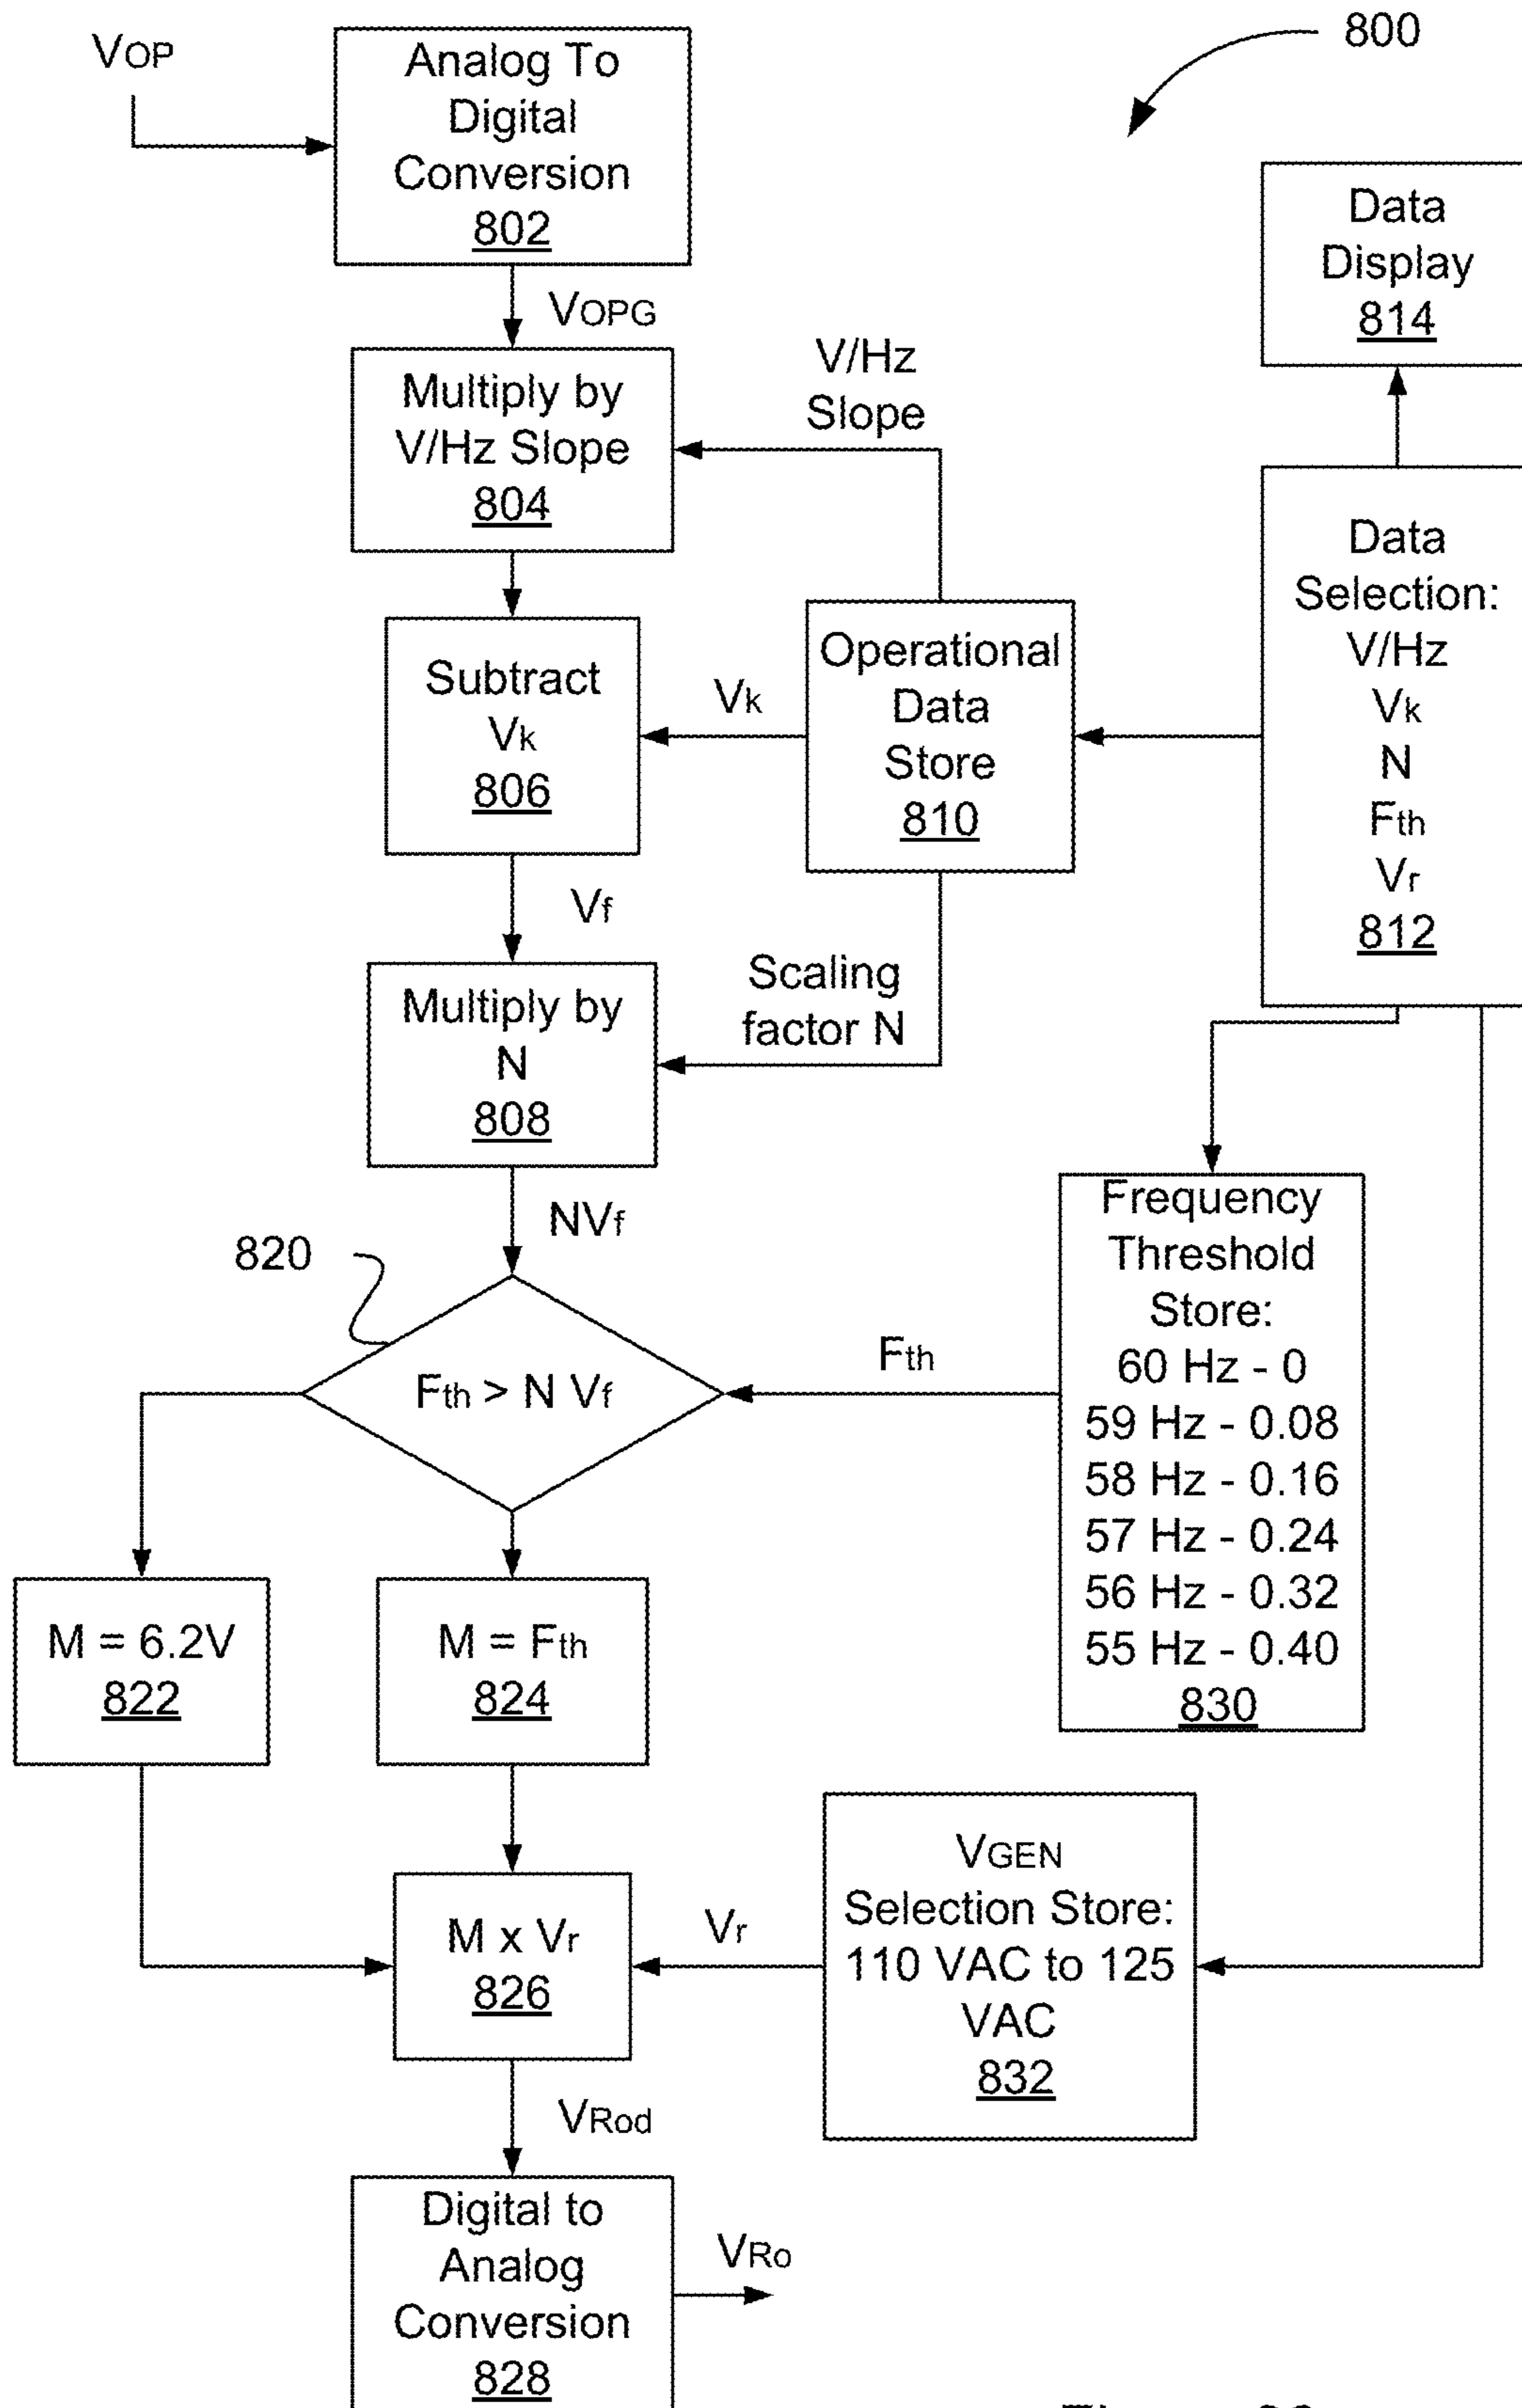 VOP
Analog To
Digital
Conversion
802
800
VOPG
Data
Display
814
Multiply by
V/Hz Slope
804
V/Hz
Slope
Data
Selection:
V/Hz
Vk
N
Fth
Vr
812
Subtract
Vk
806
Vk
Operational
Data
Store
810
Vf
Multiply by
N
808
Scaling
factor N
NVf
820
Fth > N Vf
Fth
Frequency
Threshold
Store:
60 Hz - 0
59 Hz - 0.08
58 Hz - 0.16
57 Hz - 0.24
56 Hz - 0.32
55 Hz - 0.40
830
M = 6.2V
822
M = Fth
824
M x Vr
826
Vr
VGEN
Selection Store:
110 VAC to 125
VAC
832
VRod
Digital to
Analog
Conversion
828
VRo